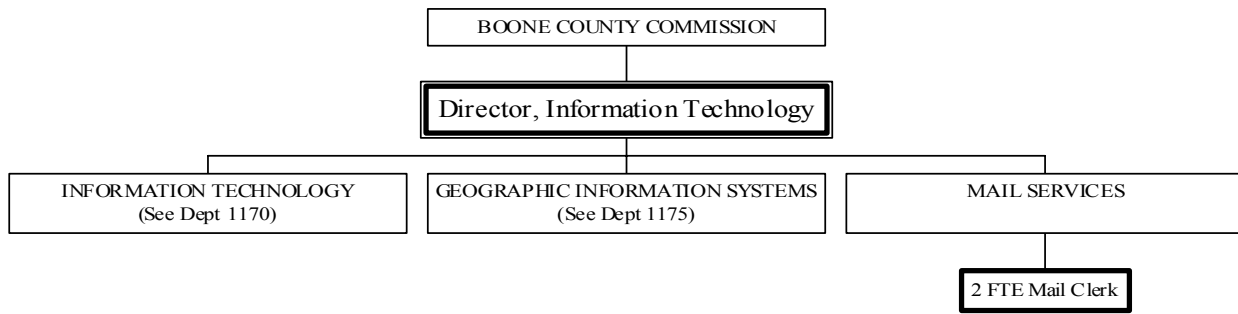 BOONE COUNTY COMMISSION
Director, Information Technology
INFORMATION TECHNOLOGY
(See Dept 1170)
GEOGRAPHIC INFORMATION SYSTEMS
(See Dept 1175)
MAIL SERVICES
2 FTE Mail Clerk